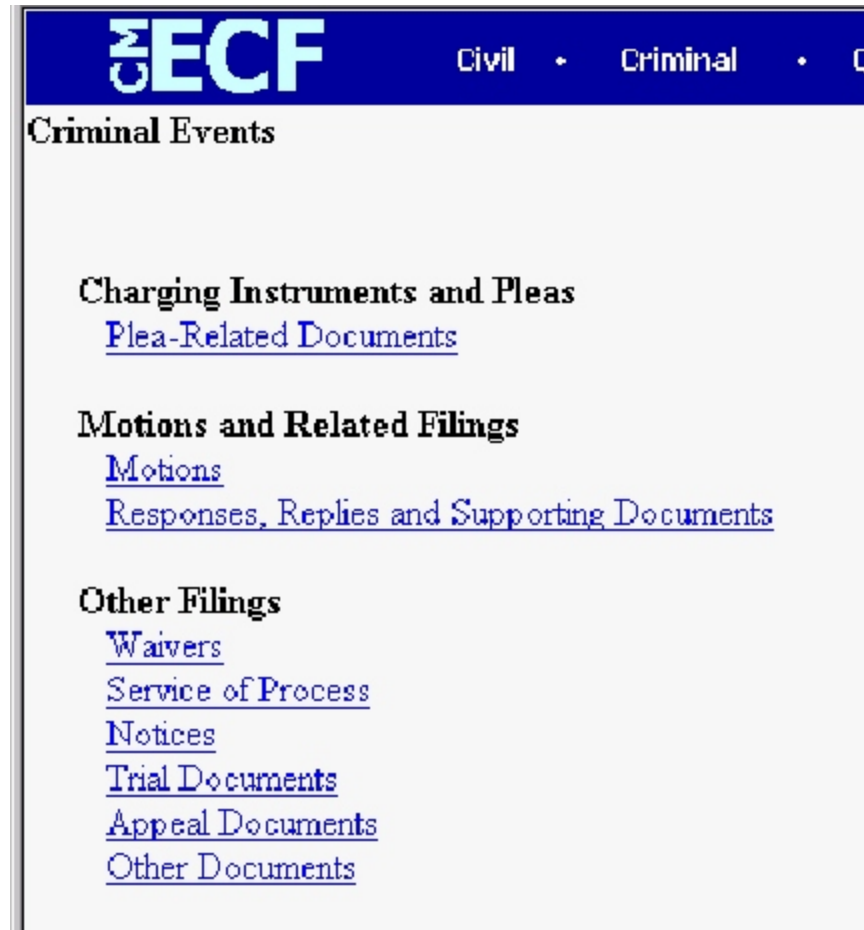 CM ECF Civil • Criminal •
Criminal Events
Charging Instruments and Pleas
Plea-Related Documents
Motions and Related Filings
Motions
Responses, Replies and Supporting Documents
Other Filings
Waivers
Service of Process
Notices
Trial Documents
Appeal Documents
Other Documents